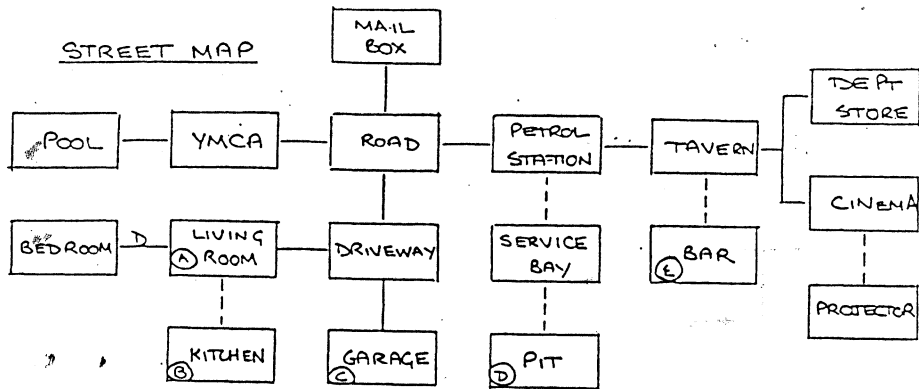 STREET MAP
MAIL
BOX
POOL
YMCA
ROAD
PETROL
STATION
TAVERN
DEPT
STORE
CINEMA
BEDROOM
D
LIVING
A ROOM
DRIVEWAY
SERVICE
BAY
E BAR
PROJECTOR
B KITCHEN
C GARAGE
D PIT